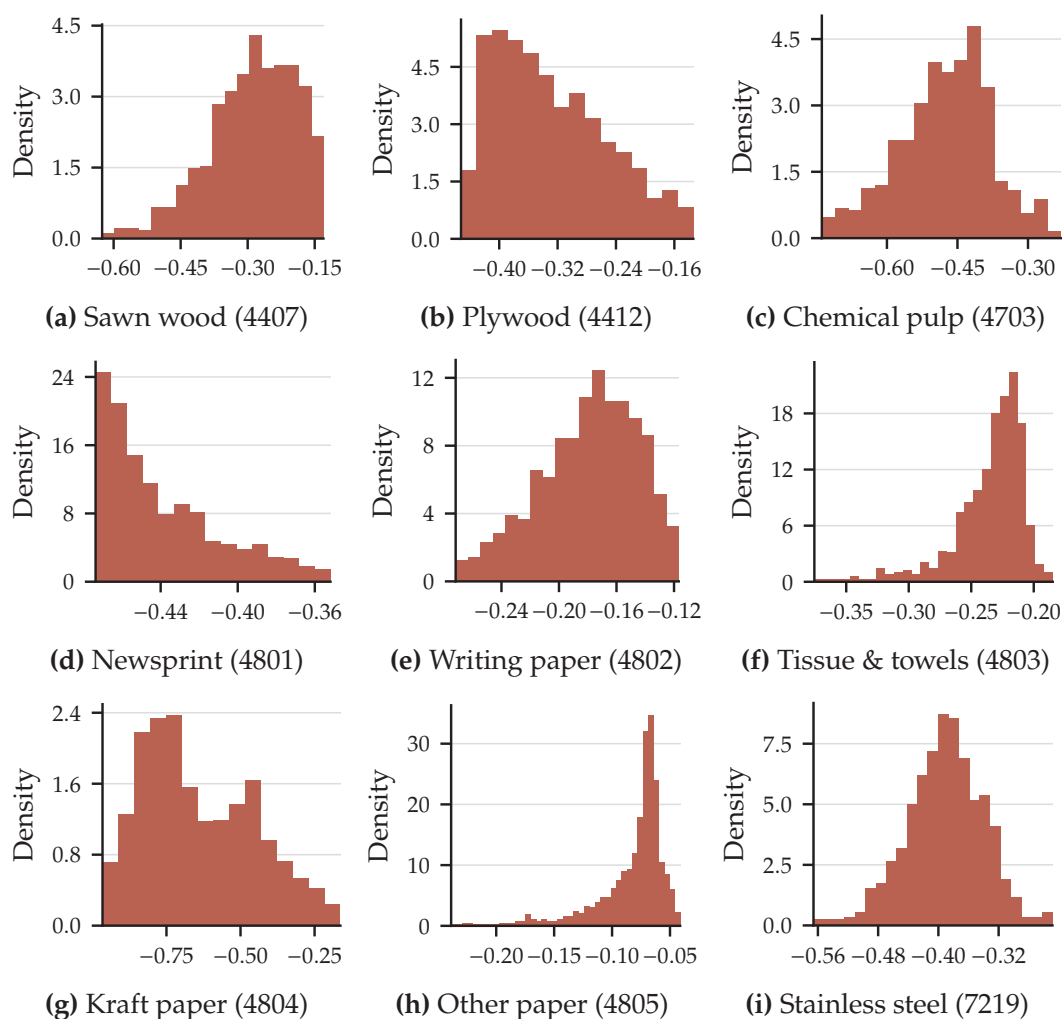 4.5
3.0
1.5
0.0
Density
−0.60 −0.45 −0.30 −0.15
(a) Sawn wood (4407)
4.5
3.0
1.5
0.0
Density
−0.40 −0.32 −0.24 −0.16
(b) Plywood (4412)
4.5
3.0
1.5
0.0
Density
−0.60 −0.45 −0.30
(c) Chemical pulp (4703)
24
16
8
0
Density
−0.44 −0.40 −0.36
(d) Newsprint (4801)
12
8
4
0
Density
−0.24 −0.20 −0.16 −0.12
(e) Writing paper (4802)
18
12
6
0
Density
−0.35 −0.30 −0.25 −0.20
(f) Tissue & towels (4803)
2.4
1.6
0.8
0.0
Density
−0.75 −0.50 −0.25
(g) Kraft paper (4804)
30
20
10
0
Density
−0.20 −0.15 −0.10 −0.05
(h) Other paper (4805)
7.5
5.0
2.5
0.0
Density
−0.56 −0.48 −0.40 −0.32
(i) Stainless steel (7219)